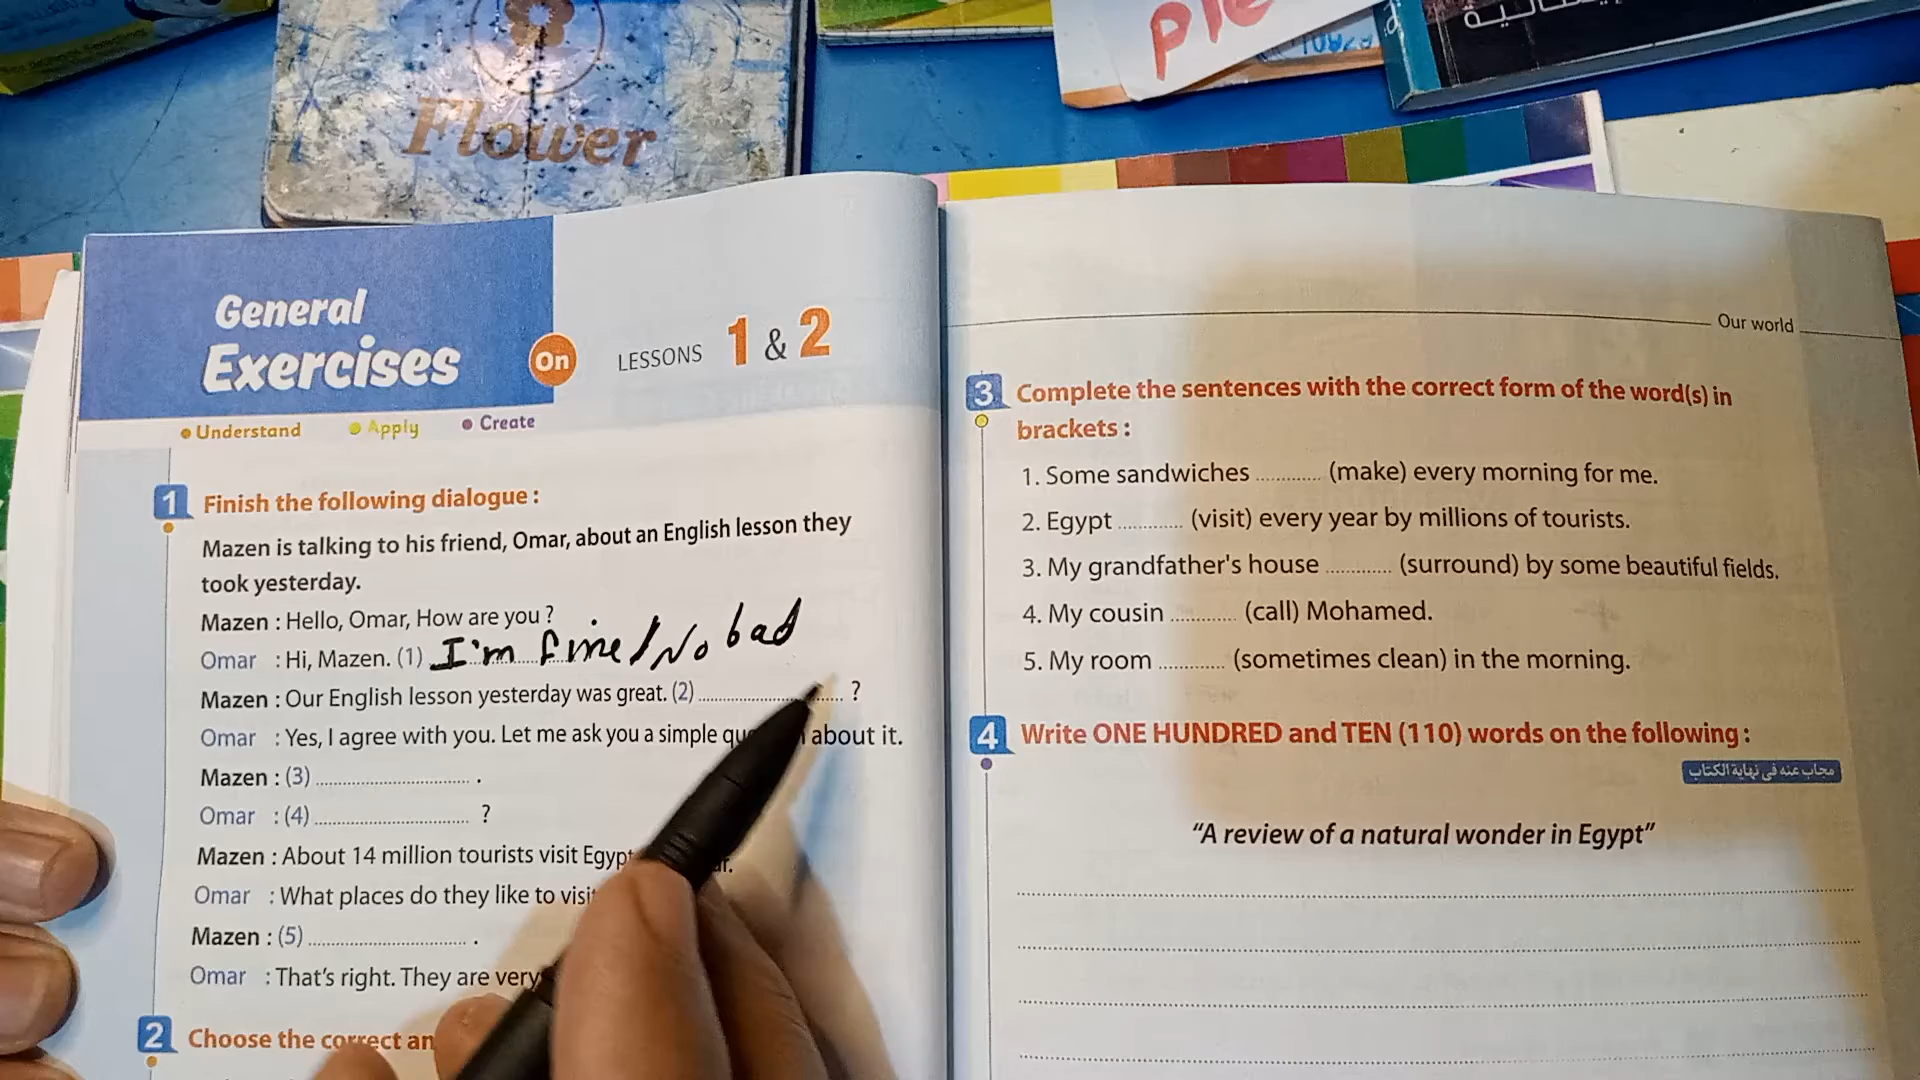 Flower
ple
General
Exercises
On
LESSONS 1 & 2
Understand Apply Create
1 Finish the following dialogue :
Mazen is talking to his friend, Omar, about an English lesson they
took yesterday.
Mazen : Hello, Omar, How are you ?
Omar : Hi, Mazen. (1) I'm fine / No bad
Mazen : Our English lesson yesterday was great. (2) .................... ?
Omar : Yes, I agree with you. Let me ask you a simple about it.
Mazen : (3) .................... .
Omar : (4) .................... ?
Mazen : About 14 million tourists visit
Omar : What places do they like to
Mazen : (5) .................... .
Omar : That's right. They are very
2 Choose the correct
Our world
3 Complete the sentences with the correct form of the word(s) in
brackets :
1. Some sandwiches ............ (make) every morning for me.
2. Egypt ............ (visit) every year by millions of tourists.
3. My grandfather's house ............ (surround) by some beautiful fields.
4. My cousin ............ (call) Mohamed.
5. My room ............ (sometimes clean) in the morning.
4 Write ONE HUNDRED and TEN (110) words on the following :
مجاب عنه فى نهاية الكتاب
“A review of a natural wonder in Egypt”